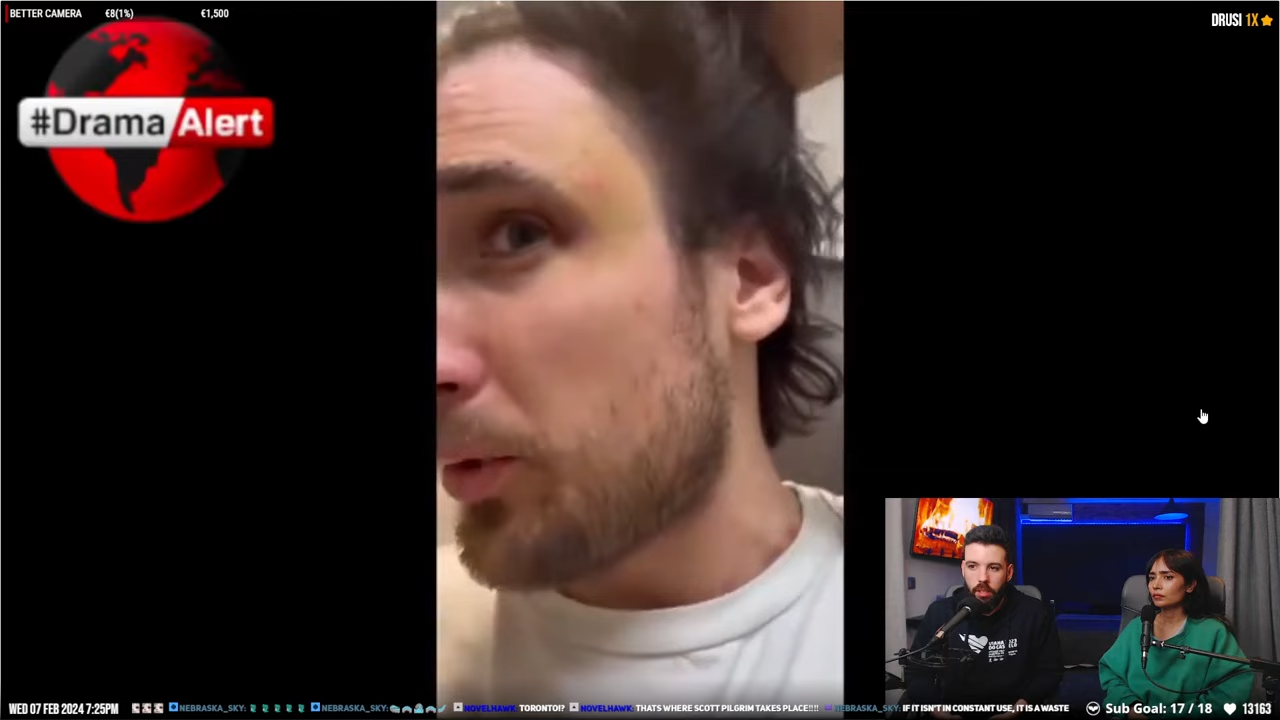 BETTER CAMERA €8(1%) €1,500
DRUSI 1X
#Drama Alert
WED 07 FEB 2024 7:25PM NEBRASKA_SKY: NEBRASKA_SKY: NOVELHAWK: TORONTO!? NOVELHAWK: THATS WHERE SCOTT PILGRIM TAKES PLACE!!!! NEBRASKA_SKY: IF IT ISN'T IN CONSTANT USE, IT IS A WASTE Sub Goal: 17 / 18 13163